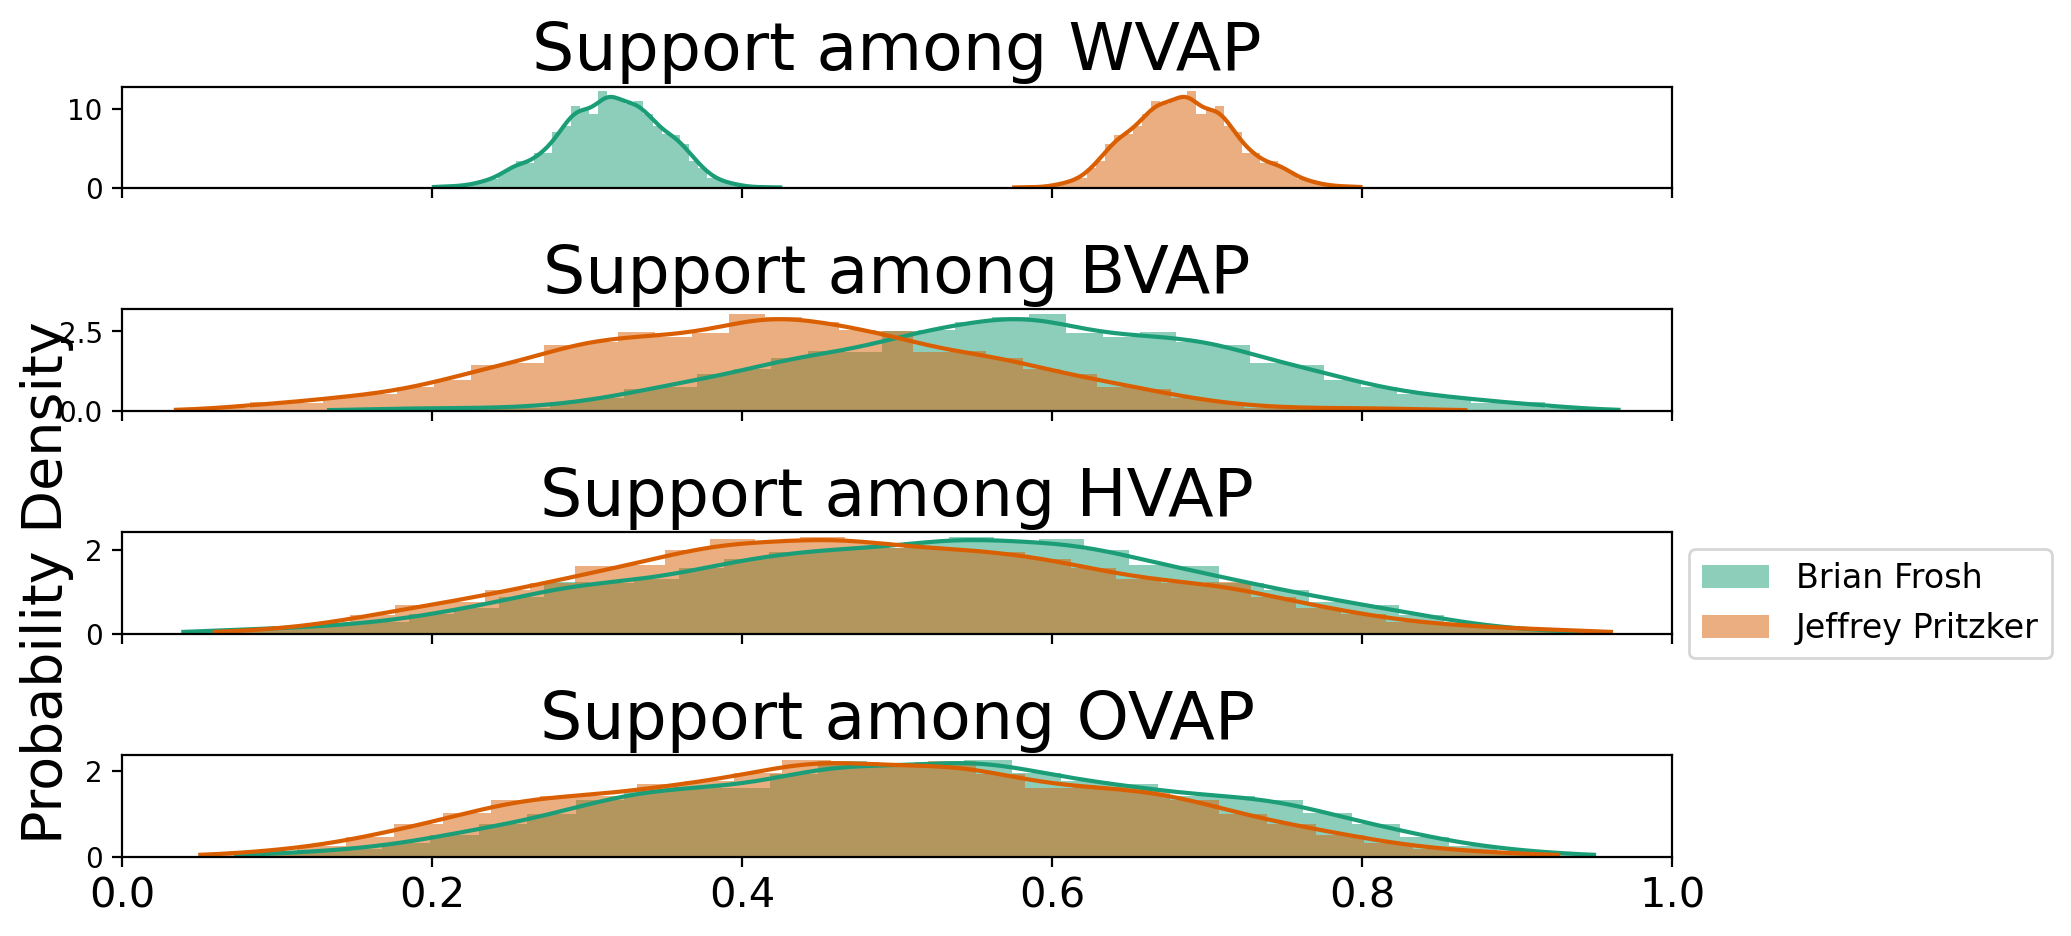 Support among WVAP
10
0
Support among BVAP
2.5
0.0
Support among HVAP
2
0
Support among OVAP
2
0
0.0 0.2 0.4 0.6 0.8 1.0
Probability Density
Brian Frosh
Jeffrey Pritzker